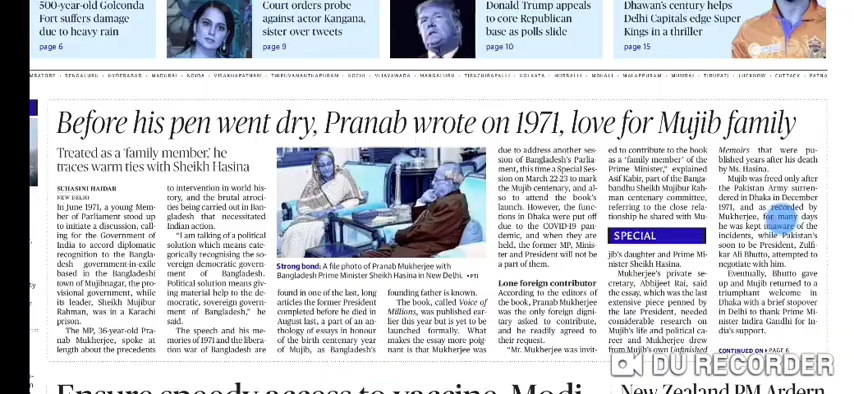 500-year-old Golconda
Fort suffers damage
due to heavy rain
page 6
Court orders probe
against actor Kangana,
sister over tweets
page 9
Donald Trump appeals
to core Republican
base as polls slide
page 10
Dhawan's century helps
Delhi Capitals edge Super
Kings in a thriller
page 15
BENGALURU • HYDERABAD • MADURAI • NOIDA • VISAKHAPATNAM • THIRUVANANTHAPURAM • KOCHI • VIJAYAWADA • MANGALURU • TIRUCHIRAPALLI • KOLKATA • HUBBALLI • MOHALI • MALAPPURAM • MUMBAI • TIRUPATI • LUCKNOW • CUTTACK • PATNA
Before his pen went dry, Pranab wrote on 1971, love for Mujib family
Treated as a 'family member,' he
traces warm ties with Sheikh Hasina
SUHASINI HAIDAR
NEW DELHI
In June 1971, a young Mem-
ber of Parliament stood up
to initiate a discussion, call-
ing for the Government of
India to accord diplomatic
recognition to the Bangla-
desh government-in-exile
based in the Bangladeshi
town of Mujibnagar, the pro-
visional government, while
its leader, Sheikh Mujibur
Rahman, was in a Karachi
prison.
The MP, 36-year-old Pra-
nab Mukherjee, spoke at
length about the precedents
to intervention in world his-
tory, and the brutal atroci-
ties being carried out in Ban-
gladesh that necessitated
Indian action.
"I am talking of a political
solution which means cate-
gorically recognising the so-
vereign democratic govern-
ment of Bangladesh.
Political solution means giv-
ing material help to the de-
mocratic, sovereign govern-
ment of Bangladesh," he
said.
The speech and his me-
mories of 1971 and the libera-
tion war of Bangladesh are
Strong bond: A file photo of Pranab Mukherjee with
Bangladesh Prime Minister Sheikh Hasina in New Delhi. • PTI
found in one of the last, long
articles the former President
completed before he died in
August last, a part of an an-
thology of essays in honour
of the birth centenary year
of Mujib, as Bangladesh's
founding father is known.
The book, called Voice of
Millions, was published ear-
lier this year but is yet to be
launched formally. What
makes the essay more poig-
nant is that Mukherjee was
due to address another ses-
sion of Bangladesh's Parlia-
ment, this time a Special Ses-
sion on March 22-23 to mark
the Mujib centenary, and al-
so to attend the book's
launch. However, the func-
tions in Dhaka were put off
due to the COVID-19 pan-
demic, and when they are
held, the former MP, Minis-
ter and President will not be
a part of them.
Lone foreign contributor
According to the editors of
the book, Pranab Mukherjee
was the only foreign digni-
tary asked to contribute,
and he readily agreed to
their request.
"Mr. Mukherjee was invit-
ed to contribute to the book
as a 'family member' of the
Prime Minister," explained
Asif Kabir, part of the Banga-
bandhu Sheikh Mujibur Rah-
man centenary committee,
referring to the close rela-
tionship he shared with Mu-
SPECIAL
jib's daughter and Prime Mi-
nister Sheikh Hasina.
Mukherjee's private se-
cretary, Abhijeet Rai, said
the essay, which was the last
extensive piece penned by
the late President, needed
considerable research on
Mujib's life and political ca-
reer and Mukherjee drew
from Mujib's own Unfinished
Memoirs that were pu-
blished years after his death
by Ms. Hasina.
Mujib was freed only after
the Pakistan Army surren-
dered in Dhaka in December
1971, and as recorded by
Mukherjee, for many days
he was kept unaware of the
incidents, while Pakistan's
soon to be President, Zulfi-
kar Ali Bhutto, attempted to
negotiate with him.
Eventually, Bhutto gave
up and Mujib returned to a
triumphant welcome in
Dhaka with a brief stopover
in Delhi to thank Prime Mi-
nister Indira Gandhi for In-
dia's support.
CONTINUED ON ▸ PAGE 6
DU RECORDER